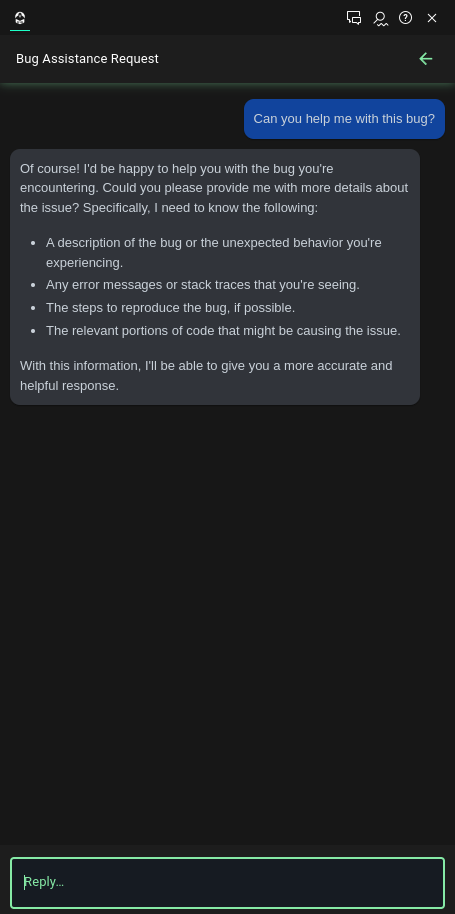 Bug Assistance Request
Can you help me with this bug?
Of course! I'd be happy to help you with the bug you're
encountering. Could you please provide me with more details about
the issue? Specifically, I need to know the following:
• A description of the bug or the unexpected behavior you're
experiencing.
• Any error messages or stack traces that you're seeing.
• The steps to reproduce the bug, if possible.
• The relevant portions of code that might be causing the issue.
With this information, I'll be able to give you a more accurate and
helpful response.
Reply...